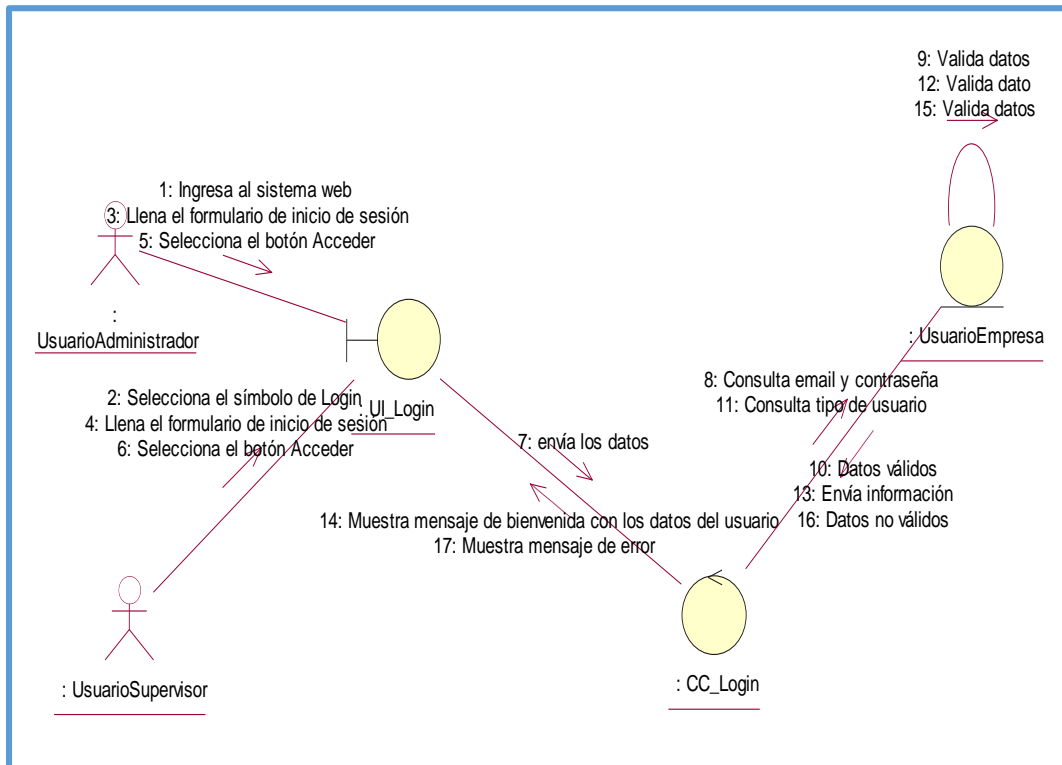 9: Valida datos
12: Valida dato
15: Valida datos
1: Ingresa al sistema web
3: Llena el formulario de inicio de sesión
5: Selecciona el botón Acceder
:
UsuarioAdministrador
: UsuarioEmpresa
2: Selecciona el símbolo de Login
4: Llena el formulario de inicio de sesión
6: Selecciona el botón Acceder
: UI_Login
8: Consulta email y contraseña
11: Consulta tipo de usuario
7: envía los datos
10: Datos válidos
13: Envía información
16: Datos no válidos
14: Muestra mensaje de bienvenida con los datos del usuario
17: Muestra mensaje de error
: UsuarioSupervisor
: CC_Login